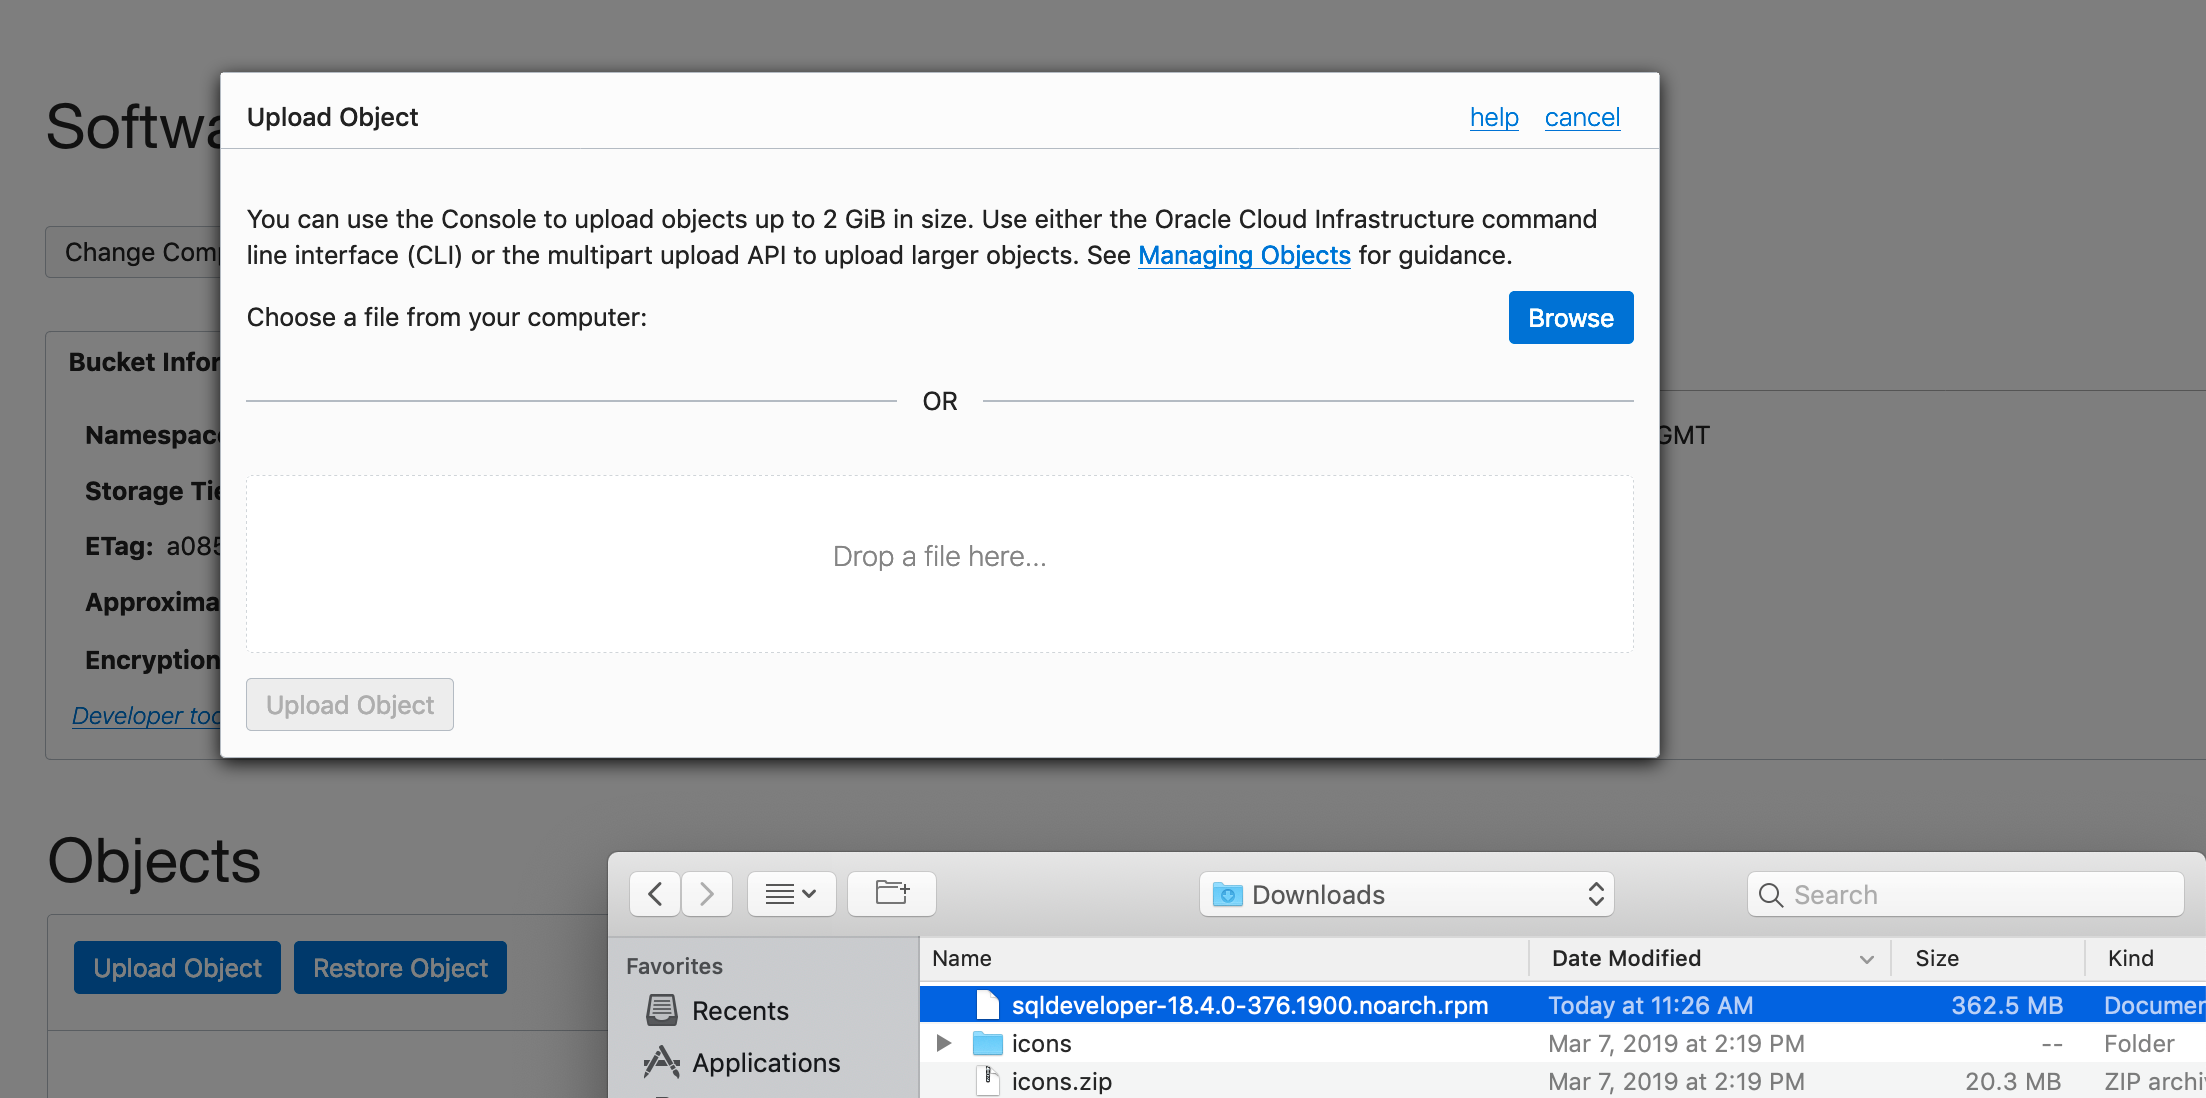 Upload Object
help cancel
You can use the Console to upload objects up to 2 GiB in size. Use either the Oracle Cloud Infrastructure command
line interface (CLI) or the multipart upload API to upload larger objects. See Managing Objects for guidance.
Choose a file from your computer:
Browse
OR
Drop a file here...
Upload Object
Softwa
Change Comp
Bucket Infor
Namespace
GMT
Storage Tie
ETag: a085
Approxima
Encryption
Developer too
Objects
Upload Object
Restore Object
Downloads
Search
Favorites
Recents
Applications
Name Date Modified Size Kind
sqldeveloper-18.4.0-376.1900.noarch.rpm Today at 11:26 AM 362.5 MB Documen
icons Mar 7, 2019 at 2:19 PM -- Folder
icons.zip Mar 7, 2019 at 2:19 PM 20.3 MB ZIP archi